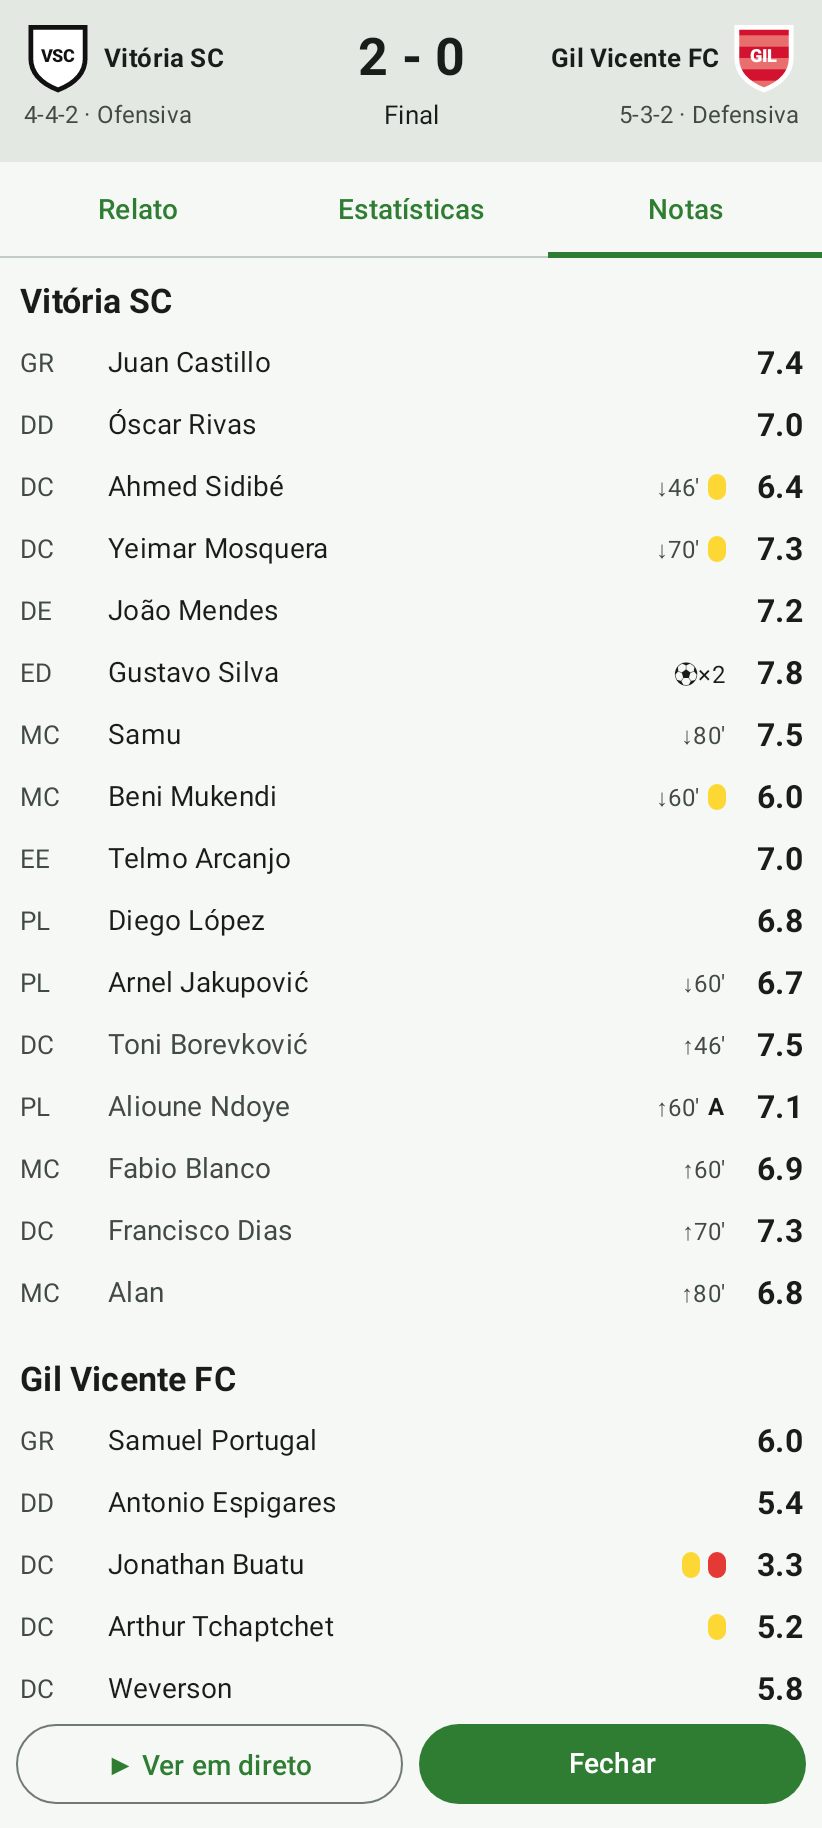 VSC Vitória SC 2 - 0 Gil Vicente FC GIL
4-4-2 · Ofensiva Final 5-3-2 · Defensiva
Relato Estatísticas Notas
Vitória SC
GR Juan Castillo 7.4
DD Óscar Rivas 7.0
DC Ahmed Sidibé ↓46' 6.4
DC Yeimar Mosquera ↓70' 7.3
DE João Mendes 7.2
ED Gustavo Silva ⚽×2 7.8
MC Samu ↓80' 7.5
MC Beni Mukendi ↓60' 6.0
EE Telmo Arcanjo 7.0
PL Diego López 6.8
PL Arnel Jakupović ↓60' 6.7
DC Toni Borevković ↑46' 7.5
PL Alioune Ndoye ↑60' A 7.1
MC Fabio Blanco ↑60' 6.9
DC Francisco Dias ↑70' 7.3
MC Alan ↑80' 6.8
Gil Vicente FC
GR Samuel Portugal 6.0
DD Antonio Espigares 5.4
DC Jonathan Buatu 3.3
DC Arthur Tchaptchet 5.2
DC Weverson 5.8
► Ver em direto Fechar